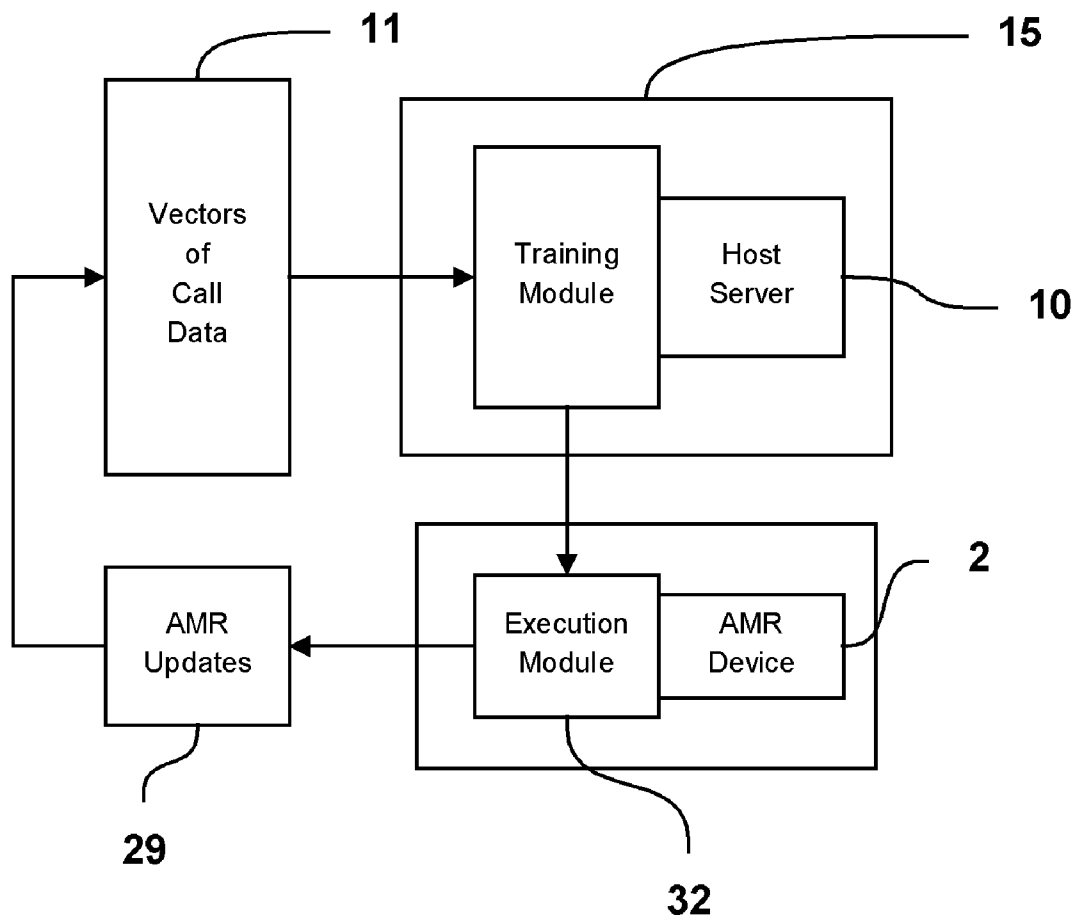 11
15
Vectors
of
Call
Data
Training
Module
Host
Server
10
2
AMR
Updates
Execution
Module
AMR
Device
29
32